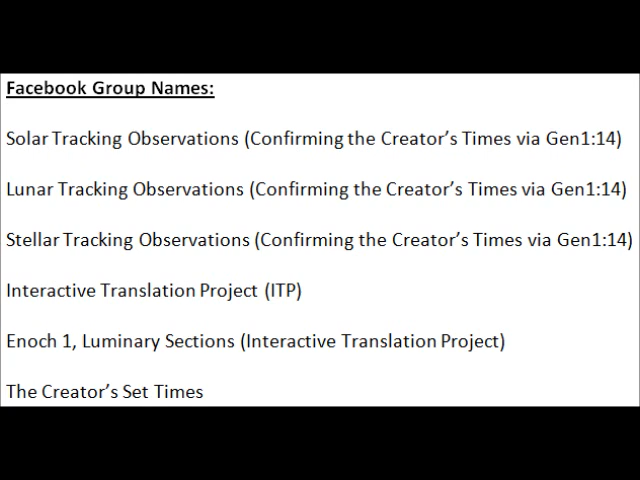 Facebook Group Names:
Solar Tracking Observations (Confirming the Creator’s Times via Gen1:14)
Lunar Tracking Observations (Confirming the Creator’s Times via Gen1:14)
Stellar Tracking Observations (Confirming the Creator’s Times via Gen1:14)
Interactive Translation Project (ITP)
Enoch 1, Luminary Sections (Interactive Translation Project)
The Creator’s Set Times